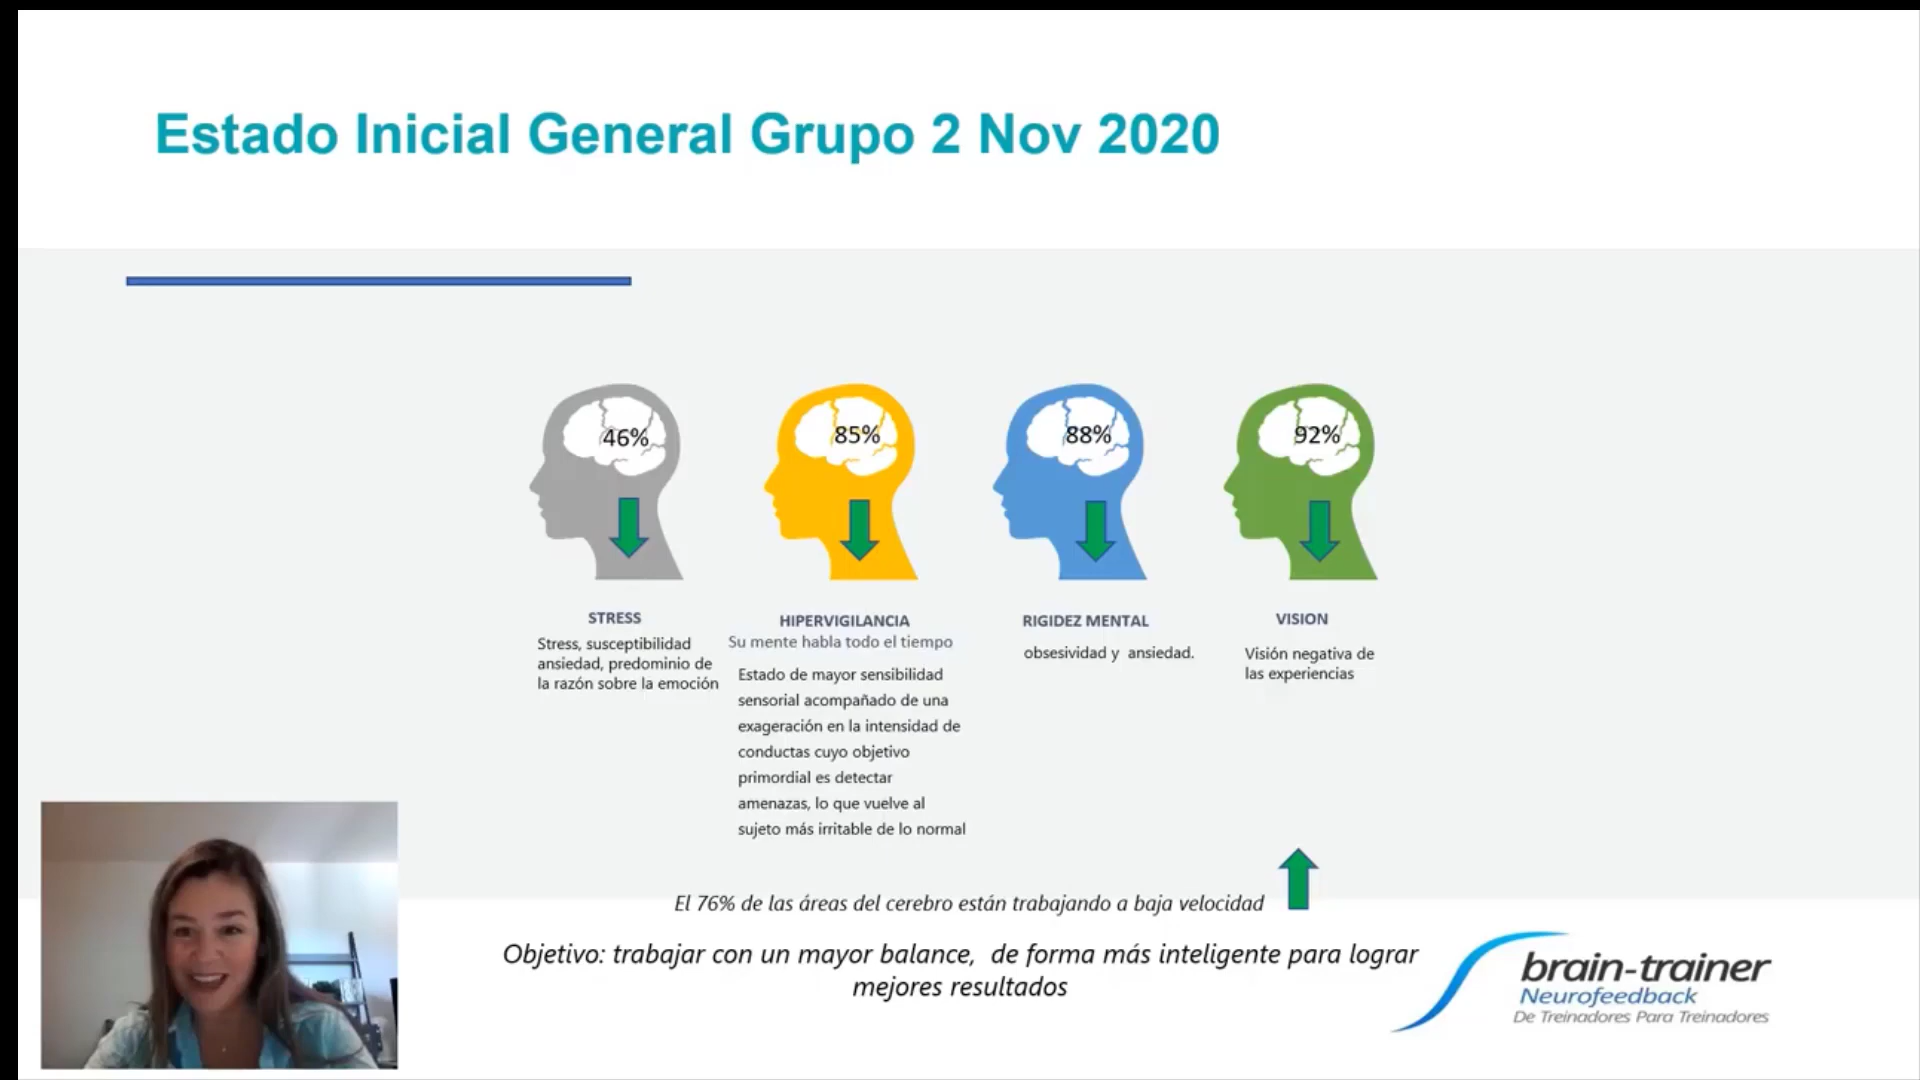 Estado Inicial General Grupo 2 Nov 2020
46%
85%
88%
92%
STRESS
Stress, susceptibilidad
ansiedad, predominio de
la razón sobre la emoción
HIPERVIGILANCIA
Su mente habla todo el tiempo
Estado de mayor sensibilidad
sensorial acompañado de una
exageración en la intensidad de
conductas cuyo objetivo
primordial es detectar
amenazas, lo que vuelve al
sujeto más irritable de lo normal
RIGIDEZ MENTAL
obsesividad y ansiedad.
VISION
Visión negativa de
las experiencias
El 76% de las áreas del cerebro están trabajando a baja velocidad
Objetivo: trabajar con un mayor balance, de forma más inteligente para lograr
mejores resultados
brain-trainer
Neurofeedback
De Treinadores Para Treinadores